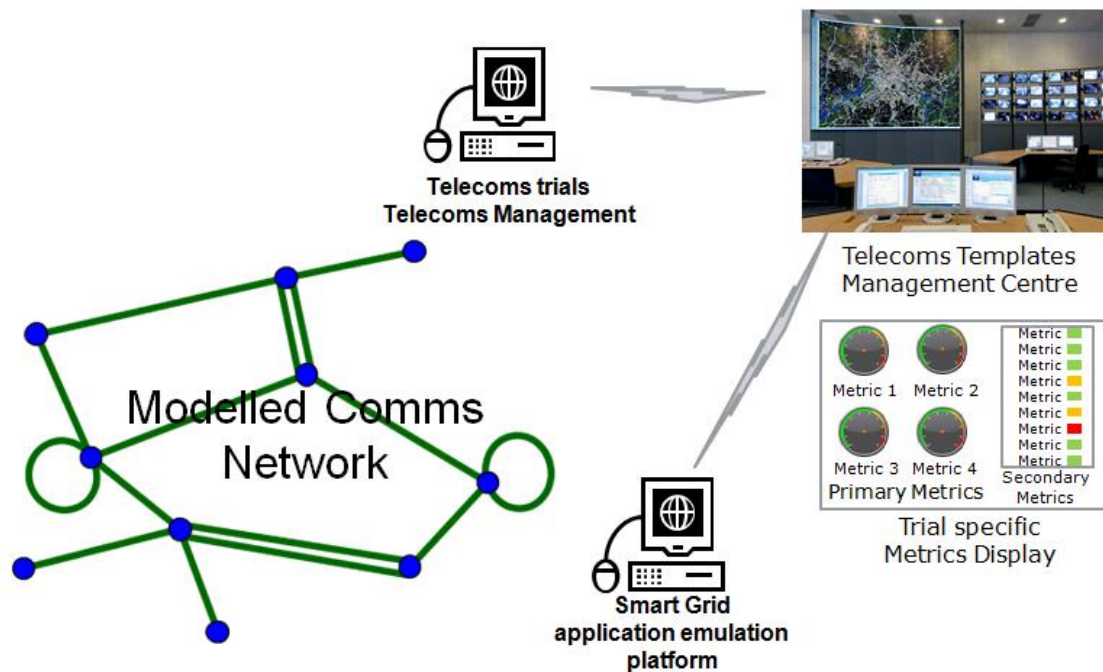 Telecoms trials
Telecoms Management
Modelled Comms
Network
Smart Grid
application emulation
platform
Telecoms Templates
Management Centre
Metric 1
Metric 2
Metric 3
Metric 4
Primary Metrics
Metric
Metric
Metric
Metric
Metric
Metric
Metric
Metric
Metric
Secondary
Metrics
Trial specific
Metrics Display